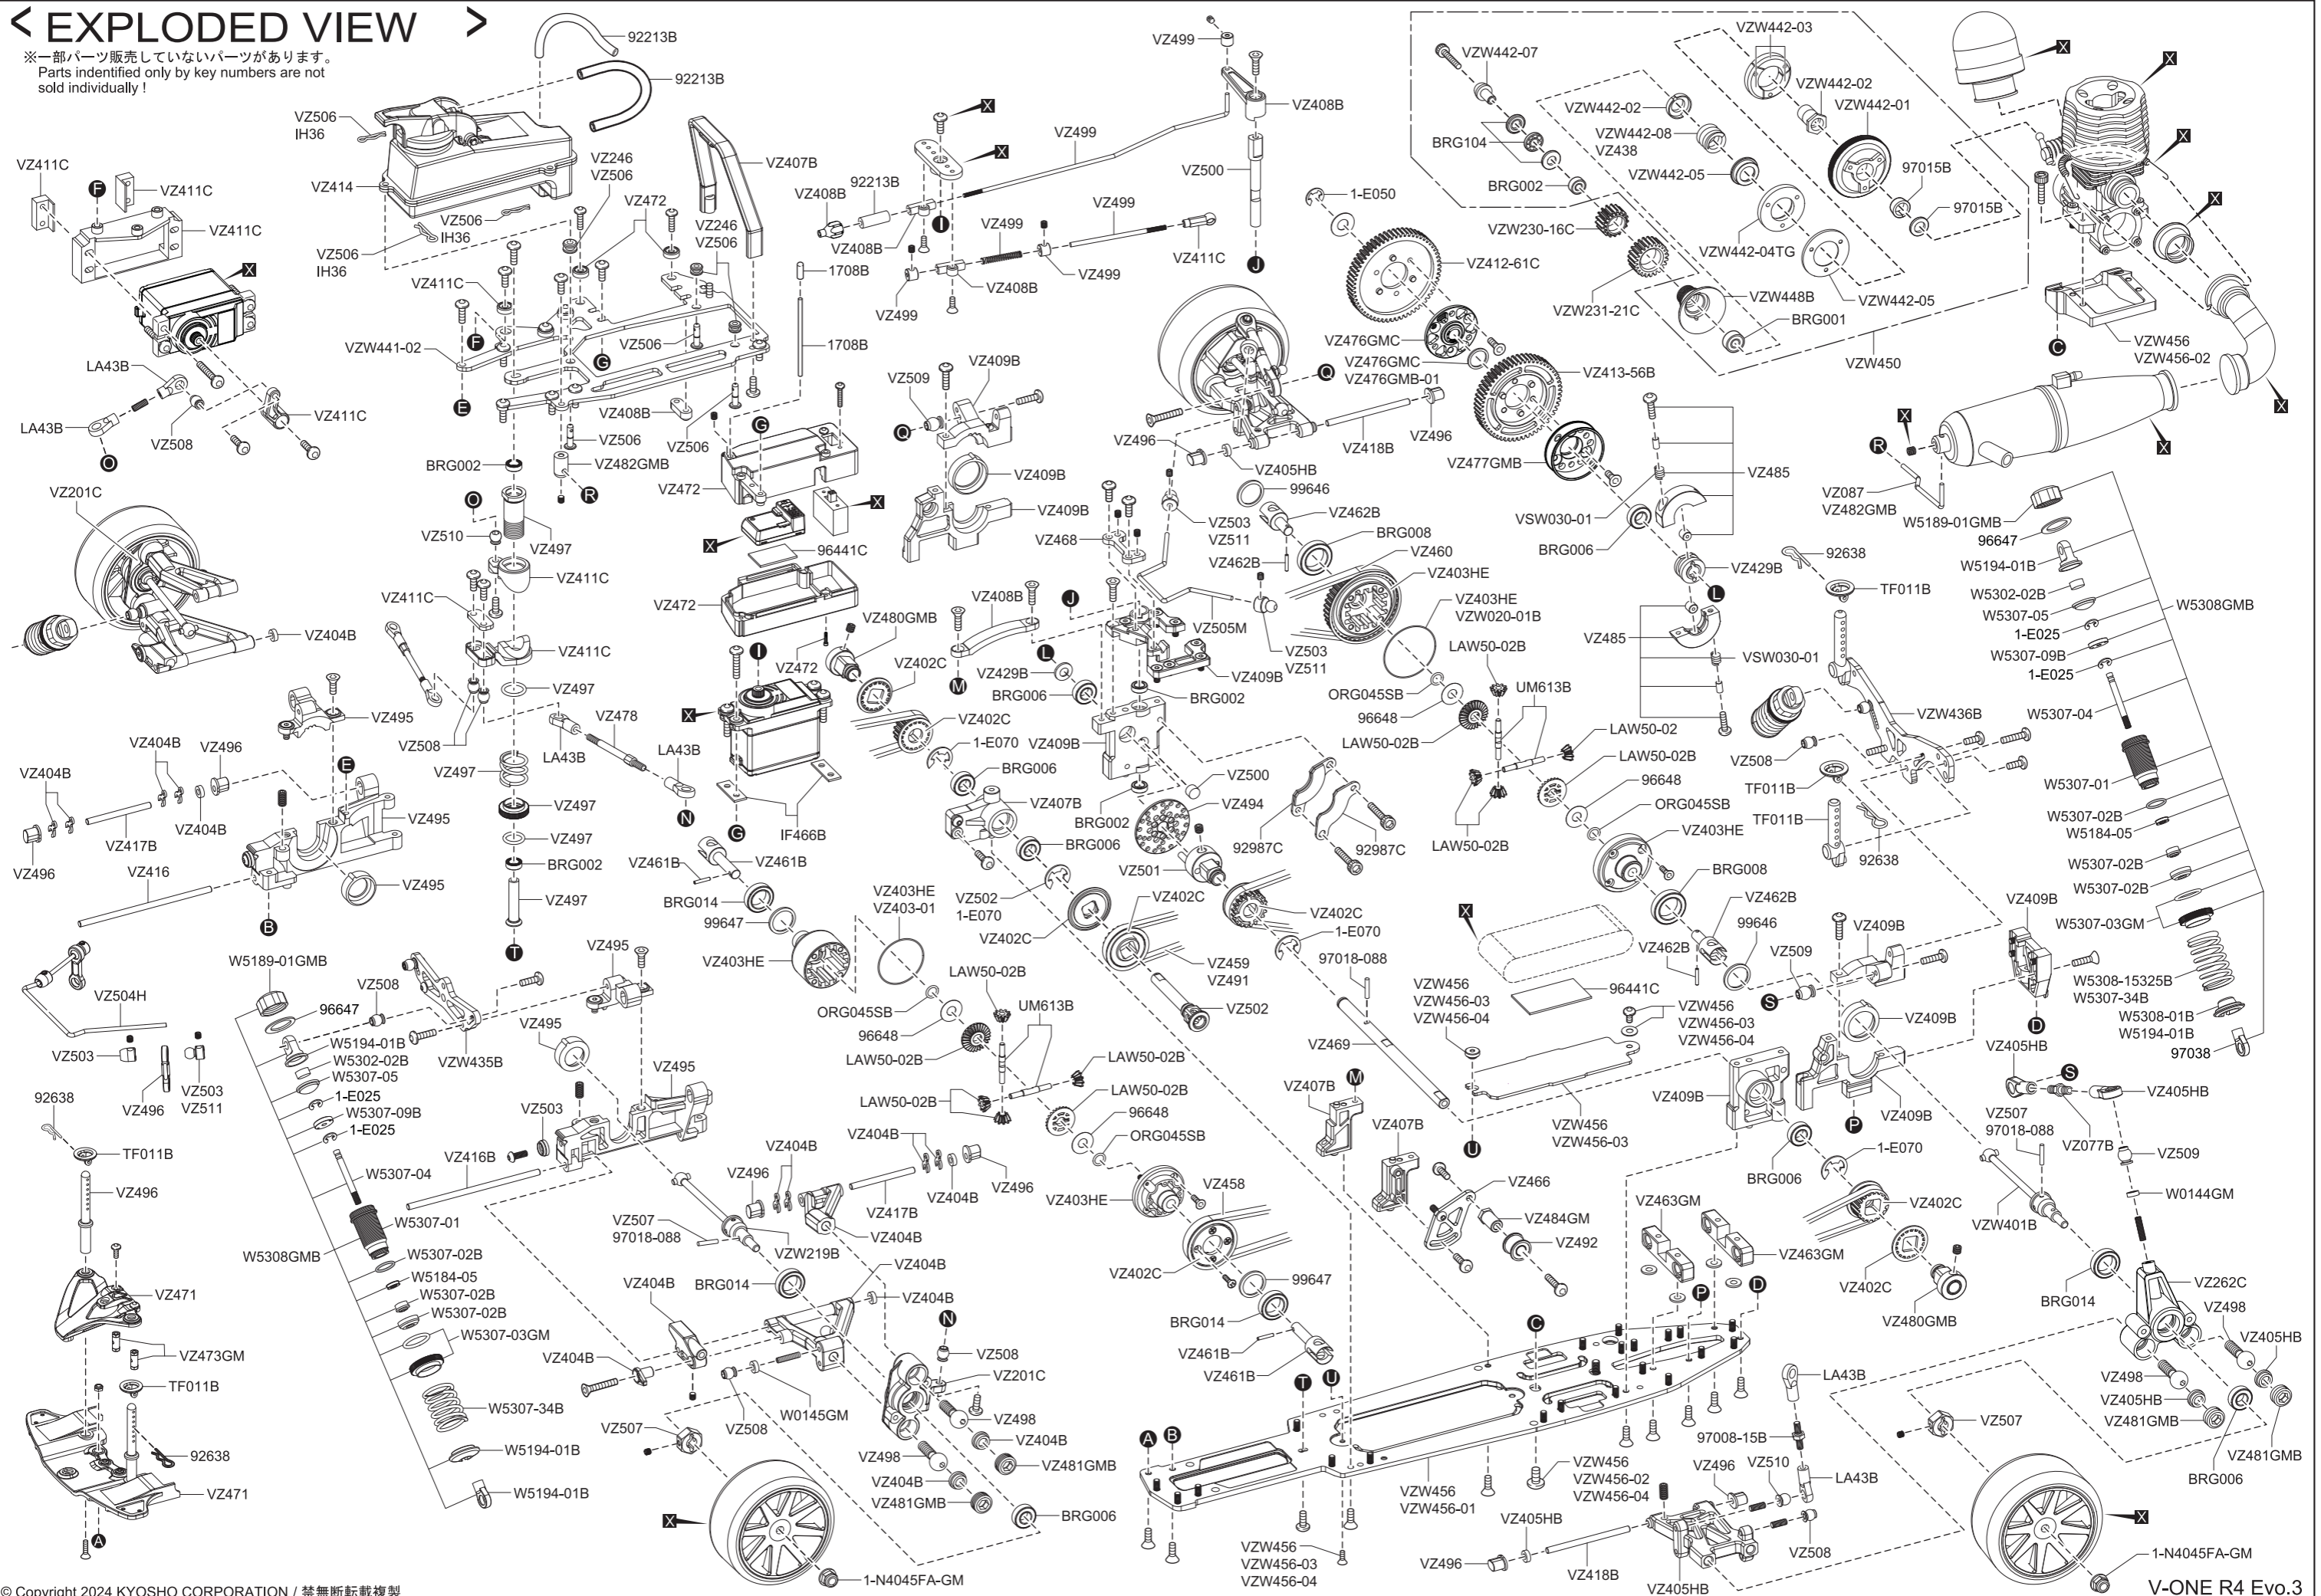 < EXPLODED VIEW >
※一部パーツ販売していないパーツがあります。
Parts indentified only by key numbers are not
sold individually !
92213B
92213B
VZ506
IH36
VZ411C
VZ411C
F
VZ411C
VZ414
VZ506
IH36
VZ506
IH36
X
LA43B
LA43B
VZ508
VZ411C
O
VZ246
VZ506
VZ472
VZ407B
VZ246
VZ506
VZ411C
VZW441-02
F
E
G
VZ506
VZ408B
VZ506
VZ506
VZ482GMB
R
BRG002
1708B
1708B
VZ499
X
X
VZ408B
VZ499
VZ500
J
VZ408B
92213B
VZ408B
I
VZ499
VZ499
VZ411C
VZ499
VZ499
VZ408B
VZW442-07
BRG104
BRG002
VZW442-03
VZW442-02
VZW442-01
VZW442-02
VZW442-08
VZ438
VZW442-05
97015B
97015B
VZW442-04TG
VZW442-05
1-E050
VZW230-16C
VZ412-61C
VZW231-21C
VZW448B
BRG001
VZW450
X
X
X
X
VZW456
VZW456-02
C
X
X
X
R
VZ087
VZ482GMB
VZ476GMC
VZ476GMC
VZ476GMB-01
VZ413-56B
VZ477GMB
VZ485
VSW030-01
BRG006
VZ429B
L
VZ485
VSW030-01
Q
VZ496
VZ418B
VZ496
VZ405HB
VZ509
VZ409B
Q
VZ409B
VZ409B
G
VZ472
X
X
96441C
VZ472
VZ472
99646
VZ462B
VZ503
VZ511
VZ468
VZ462B
BRG008
VZ460
VZ403HE
VZ403HE
VZW020-01B
VZ505M
VZ503
VZ511
VZ408B
M
J
L
VZ429B
BRG006
VZ409B
BRG002
VZ409B
BRG002
VZ500
VZ494
92987C
92987C
ORG045SB
96648
LAW50-02B
LAW50-02B
UM613B
LAW50-02
LAW50-02B
LAW50-02B
96648
ORG045SB
VZ403HE
BRG008
VZ462B
VZ462B
99646
VZ201C
VZ404B
O
VZ510
VZ497
VZ411C
VZ411C
VZ411C
VZ497
VZ508
VZ497
VZ497
VZ497
BRG002
VZ497
T
VZ478
LA43B
LA43B
N
VZ480GMB
VZ402C
I
X
VZ402C
1-E070
BRG006
VZ407B
BRG006
IF466B
G
VZ461B
VZ461B
BRG014
99647
VZ502
1-E070
VZ402C
VZ501
VZ402C
VZ402C
1-E070
VZ459
VZ491
VZ502
VZ495
VZ404B
VZ496
E
VZ404B
VZ417B
VZ496
VZ495
VZ416
VZ495
B
VZ504H
VZ503
VZ496
VZ503
VZ511
W5189-01GMB
96647
VZ508
W5194-01B
W5302-02B
W5307-05
1-E025
W5307-09B
1-E025
W5307-04
W5307-01
W5308GMB
W5307-02B
W5184-05
W5307-02B
W5307-02B
W5307-03GM
W5307-34B
W5194-01B
W5194-01B
VZW435B
VZ495
VZ495
VZ495
VZ503
VZ416B
VZ403HE
VZ403-01
VZ403HE
ORG045SB
96648
LAW50-02B
LAW50-02B
UM613B
LAW50-02B
LAW50-02B
LAW50-02B
96648
ORG045SB
VZ403HE
VZ458
VZ402C
99647
BRG014
VZ461B
VZ461B
92638
TF011B
VZ496
VZ471
VZ473GM
TF011B
92638
VZ471
A
VZ404B
VZ496
VZ404B
VZ417B
VZ404B
VZ496
VZ404B
VZ507
97018-088
VZW219B
BRG014
VZ404B
VZ404B
VZ404B
VZ404B
N
VZ508
VZ201C
W0145GM
VZ508
VZ507
VZ498
VZ404B
VZ481GMB
VZ498
VZ404B
VZ481GMB
BRG006
X
1-N4045FA-GM
97018-088
VZ469
X
96441C
VZW456
VZW456-03
VZW456-04
VZW456
VZW456-03
VZW456-04
VZW456
VZW456-03
U
VZ407B
M
VZ407B
VZ466
VZ484GM
VZ492
VZ463GM
VZ463GM
C
P
D
T
U
A
B
VZW456
VZW456-01
VZW456
VZW456-02
VZW456-04
VZW456
VZW456-03
VZW456-04
92638
TF011B
VZW436B
VZ508
TF011B
TF011B
92638
W5189-01GMB
96647
W5194-01B
W5302-02B
W5307-05
1-E025
W5307-09B
1-E025
W5308GMB
W5307-04
W5307-01
W5307-02B
W5184-05
W5307-02B
W5307-02B
W5307-03GM
W5308-15325B
W5307-34B
W5308-01B
W5194-01B
97038
VZ409B
VZ409B
VZ509
S
VZ409B
D
VZ409B
VZ409B
P
BRG006
1-E070
VZ402C
VZ402C
VZ480GMB
VZ405HB
S
VZ405HB
VZ077B
VZ507
97018-088
VZ509
W0144GM
VZW401B
BRG014
VZ262C
VZ498
VZ405HB
VZ498
VZ405HB
VZ481GMB
VZ481GMB
BRG006
LA43B
97008-15B
VZ496
VZ510
LA43B
VZ508
VZ405HB
VZ496
VZ418B
VZ405HB
VZ507
X
1-N4045FA-GM
© Copyright 2024 KYOSHO CORPORATION / 禁無断転載複製
V-ONE R4 Evo.3